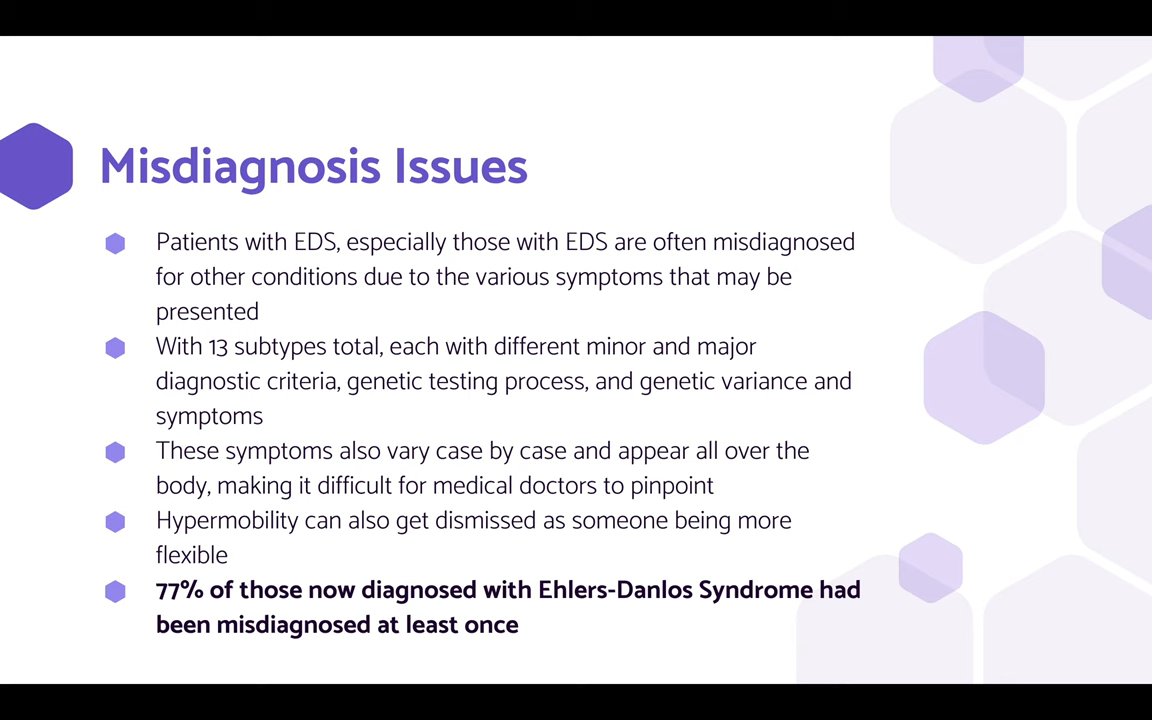 Misdiagnosis Issues
Patients with EDS, especially those with EDS are often misdiagnosed
for other conditions due to the various symptoms that may be
presented
With 13 subtypes total, each with different minor and major
diagnostic criteria, genetic testing process, and genetic variance and
symptoms
These symptoms also vary case by case and appear all over the
body, making it difficult for medical doctors to pinpoint
Hypermobility can also get dismissed as someone being more
flexible
77% of those now diagnosed with Ehlers-Danlos Syndrome had
been misdiagnosed at least once